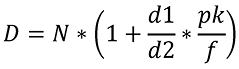 D = N * (1 + d1/d2 * pk/f)